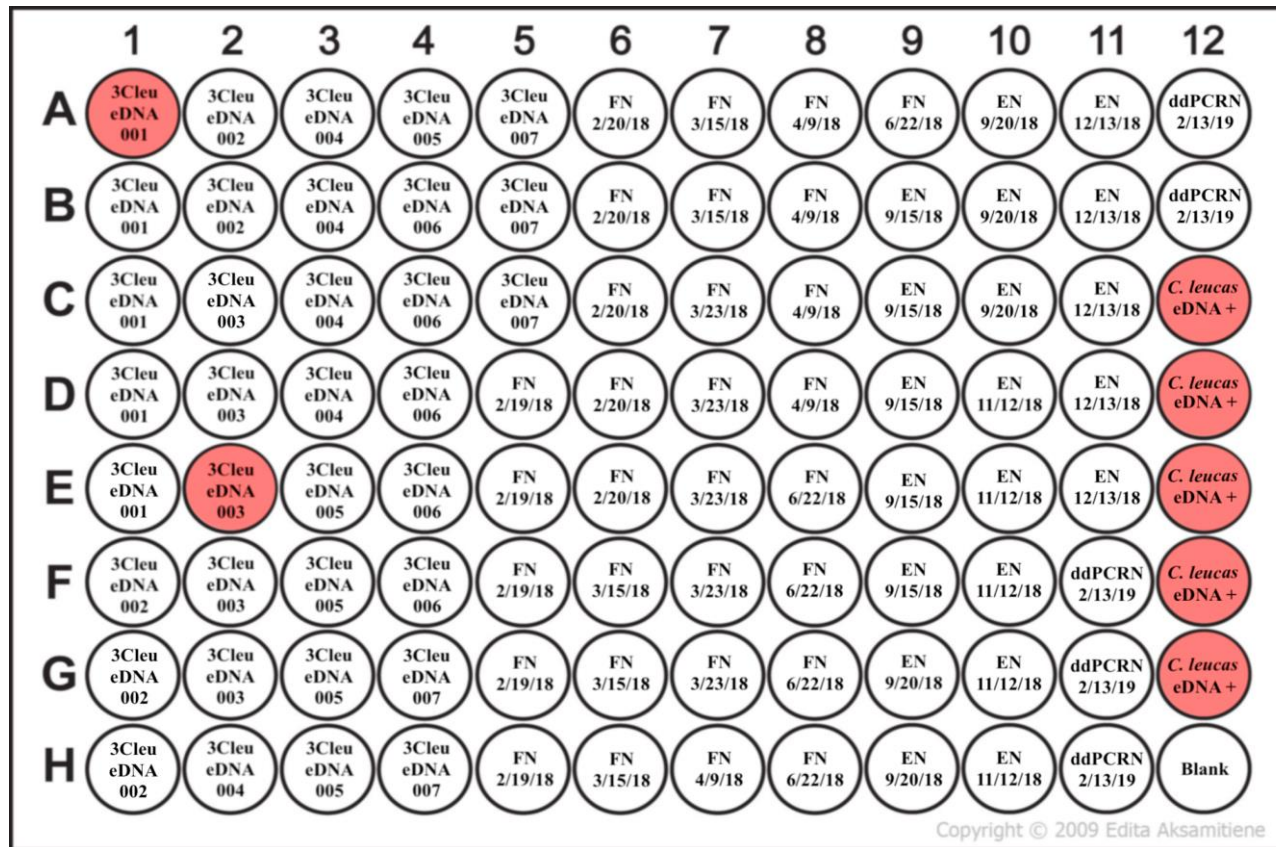 1 2 3 4 5 6 7 8 9 10 11 12
A 3Cleu eDNA 001 3Cleu eDNA 002 3Cleu eDNA 004 3Cleu eDNA 005 3Cleu eDNA 007 FN 2/20/18 FN 3/15/18 FN 4/9/18 FN 6/22/18 EN 9/20/18 EN 12/13/18 ddPCRN 2/13/19
B 3Cleu eDNA 001 3Cleu eDNA 002 3Cleu eDNA 004 3Cleu eDNA 006 3Cleu eDNA 007 FN 2/20/18 FN 3/15/18 FN 4/9/18 EN 9/15/18 EN 9/20/18 EN 12/13/18 ddPCRN 2/13/19
C 3Cleu eDNA 001 3Cleu eDNA 003 3Cleu eDNA 004 3Cleu eDNA 006 3Cleu eDNA 007 FN 2/20/18 FN 3/23/18 FN 4/9/18 EN 9/15/18 EN 9/20/18 EN 12/13/18 C. leucas eDNA +
D 3Cleu eDNA 001 3Cleu eDNA 003 3Cleu eDNA 004 3Cleu eDNA 006 FN 2/19/18 FN 2/20/18 FN 3/23/18 FN 4/9/18 EN 9/15/18 EN 11/12/18 EN 12/13/18 C. leucas eDNA +
E 3Cleu eDNA 001 3Cleu eDNA 003 3Cleu eDNA 005 3Cleu eDNA 006 FN 2/19/18 FN 2/20/18 FN 3/23/18 FN 6/22/18 EN 9/15/18 EN 11/12/18 EN 12/13/18 C. leucas eDNA +
F 3Cleu eDNA 002 3Cleu eDNA 003 3Cleu eDNA 005 3Cleu eDNA 006 FN 2/19/18 FN 3/15/18 FN 3/23/18 FN 6/22/18 EN 9/15/18 EN 11/12/18 ddPCRN 2/13/19 C. leucas eDNA +
G 3Cleu eDNA 002 3Cleu eDNA 003 3Cleu eDNA 005 3Cleu eDNA 007 FN 2/19/18 FN 3/15/18 FN 3/23/18 FN 6/22/18 EN 9/20/18 EN 11/12/18 ddPCRN 2/13/19 C. leucas eDNA +
H 3Cleu eDNA 002 3Cleu eDNA 004 3Cleu eDNA 005 3Cleu eDNA 007 FN 2/19/18 FN 3/15/18 FN 4/9/18 FN 6/22/18 EN 9/20/18 EN 11/12/18 ddPCRN 2/13/19 Blank
Copyright © 2009 Edita Aksamitiene